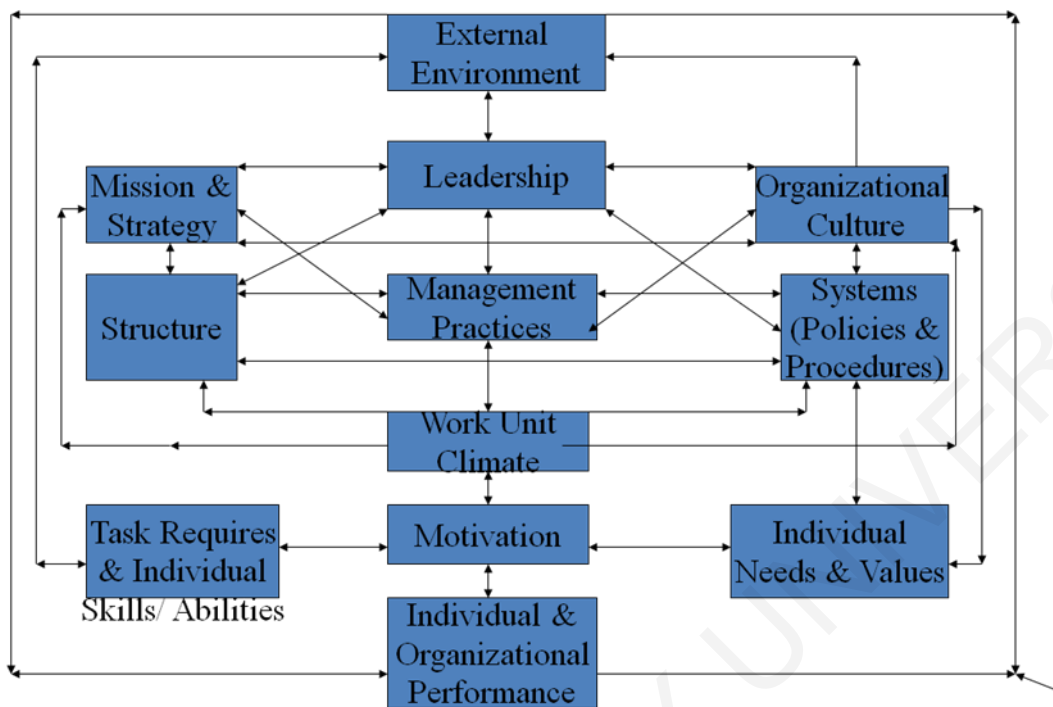 External
Environment
Leadership
Mission &
Strategy
Organizational
Culture
Structure
Management
Practices
Systems
(Policies &
Procedures)
Work Unit
Climate
Task Requires
& Individual
Skills/ Abilities
Motivation
Individual
Needs & Values
Individual &
Organizational
Performance